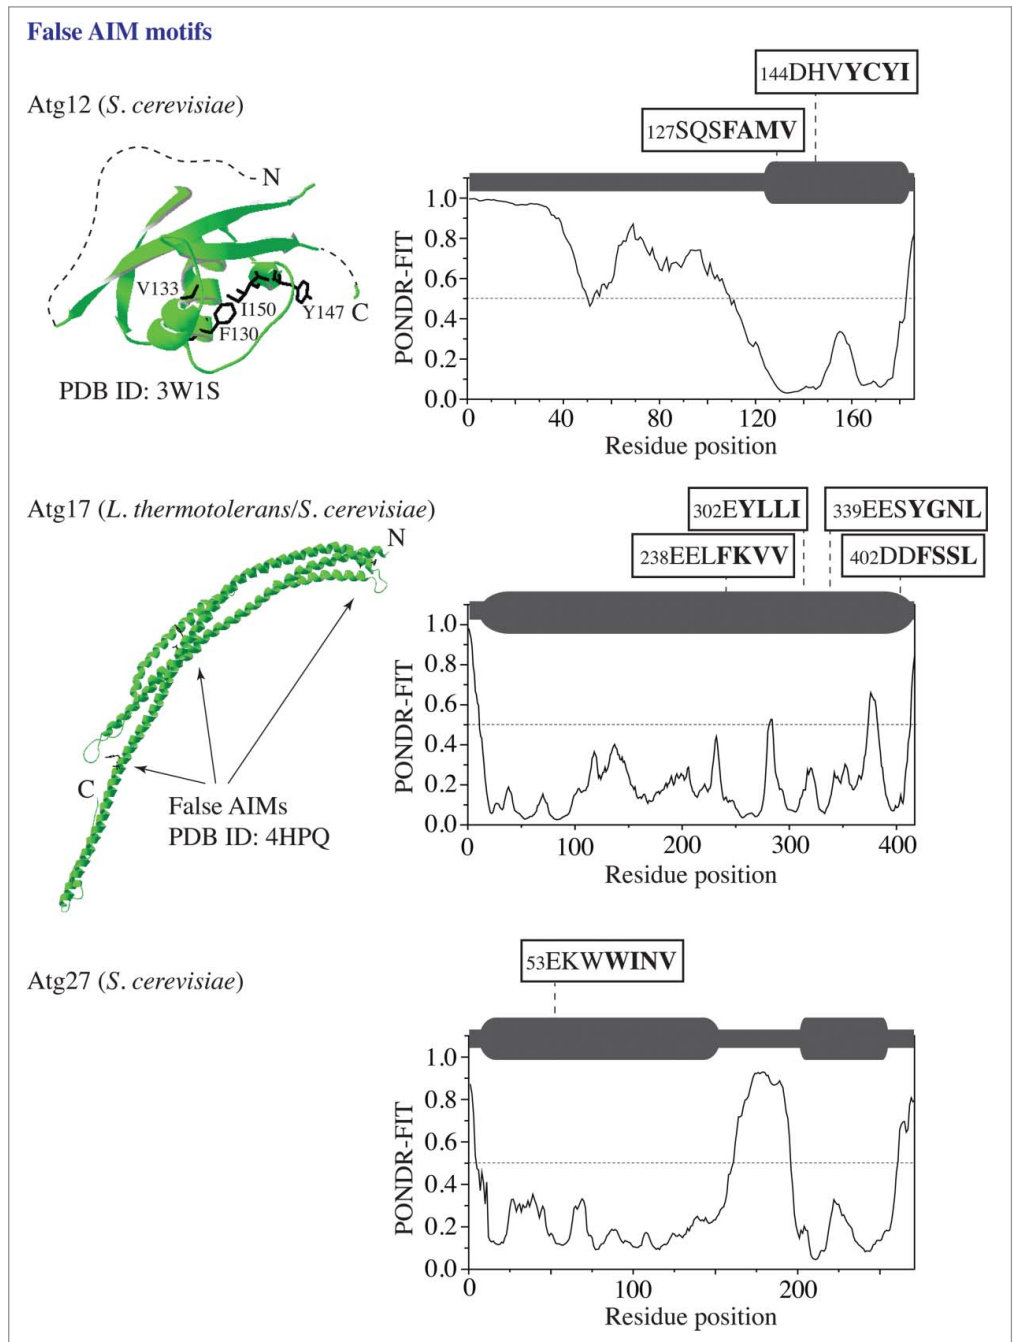 False AIM motifs
Atg12 (S. cerevisiae)
144DHVYCYI
127SQSFAMV
N
V133
I150
Y147
C
F130
PDB ID: 3W1S
PONDR-FIT
1.0
0.8
0.6
0.4
0.2
0.0
0 40 80 120 160
Residue position
Atg17 (L. thermotolerans/S. cerevisiae)
302EYLLI 339EESYGNL
238EELFKVV 402DDFSSL
N
C
False AIMs
PDB ID: 4HPQ
PONDR-FIT
1.0
0.8
0.6
0.4
0.2
0.0
0 100 200 300 400
Residue position
Atg27 (S. cerevisiae)
53EKWWINV
PONDR-FIT
1.0
0.8
0.6
0.4
0.2
0.0
0 100 200
Residue position